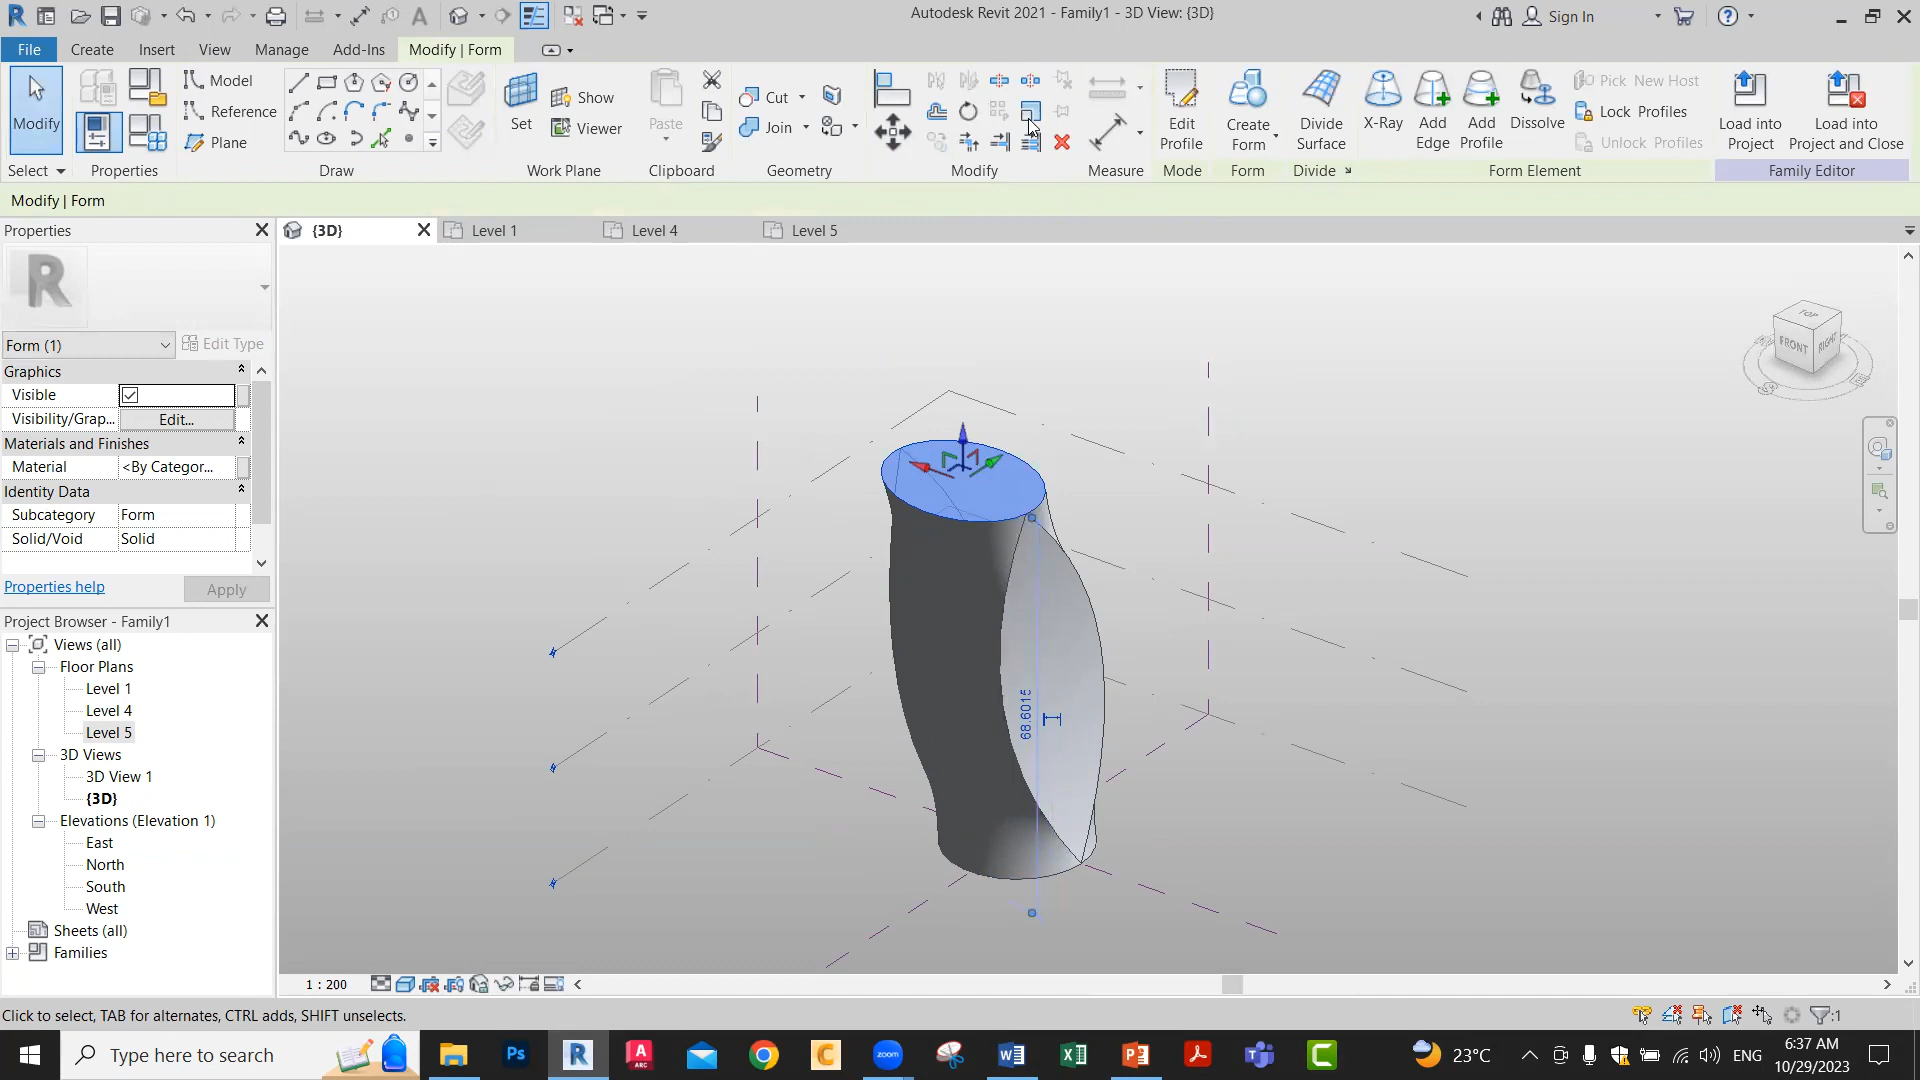 Autodesk Revit 2021 - Family1 - 3D View: {3D}
Sign In
File
Create
Insert
View
Manage
Add-Ins
Modify | Form
Modify
Select
Properties
Model
Reference
Plane
Draw
Set
Show
Viewer
Work Plane
Paste
Clipboard
Cut
Join
Geometry
Modify
Measure
Edit
Profile
Mode
Create
Form
Form
Divide
Surface
Divide
X-Ray
Add
Edge
Add
Profile
Dissolve
Pick New Host
Lock Profiles
Unlock Profiles
Form Element
Load into
Project
Load into
Project and Close
Family Editor
Modify | Form
Properties
{3D}
Level 1
Level 4
Level 5
R
Form (1)
Edit Type
Graphics
Visible
Visibility/Grap...
Edit...
Materials and Finishes
Material
<By Categor...
Identity Data
Subcategory
Form
Solid/Void
Solid
Properties help
Apply
Project Browser - Family1
Views (all)
Floor Plans
Level 1
Level 4
Level 5
3D Views
3D View 1
{3D}
Elevations (Elevation 1)
East
North
South
West
Sheets (all)
Families
TOP
FRONT
RIGHT
68.6015
1 : 200
Click to select, TAB for alternates, CTRL adds, SHIFT unselects.
:1
Type here to search
Ps
R
A
ARC
C
zoom
23°C
ENG
6:37 AM
10/29/2023